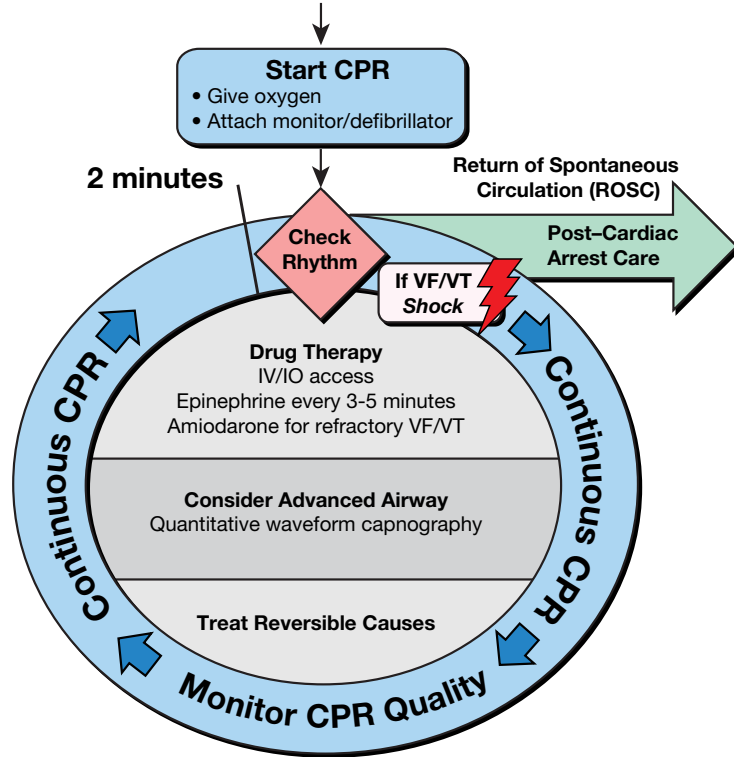 Start CPR
• Give oxygen
• Attach monitor/defibrillator
2 minutes
Return of Spontaneous
Circulation (ROSC)
Check
Rhythm
Post–Cardiac
Arrest Care
If VF/VT
Shock
Drug Therapy
IV/IO access
Epinephrine every 3-5 minutes
Amiodarone for refractory VF/VT
Consider Advanced Airway
Quantitative waveform capnography
Treat Reversible Causes
Continuous CPR
Monitor CPR Quality
Continuous CPR